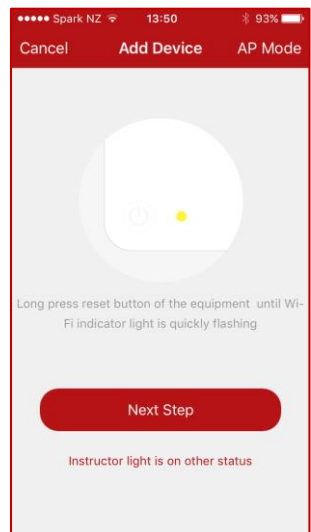 Spark NZ 13:50 93%
Cancel Add Device AP Mode
Long press reset button of the equipment until Wi-
Fi indicator light is quickly flashing
Next Step
Instructor light is on other status